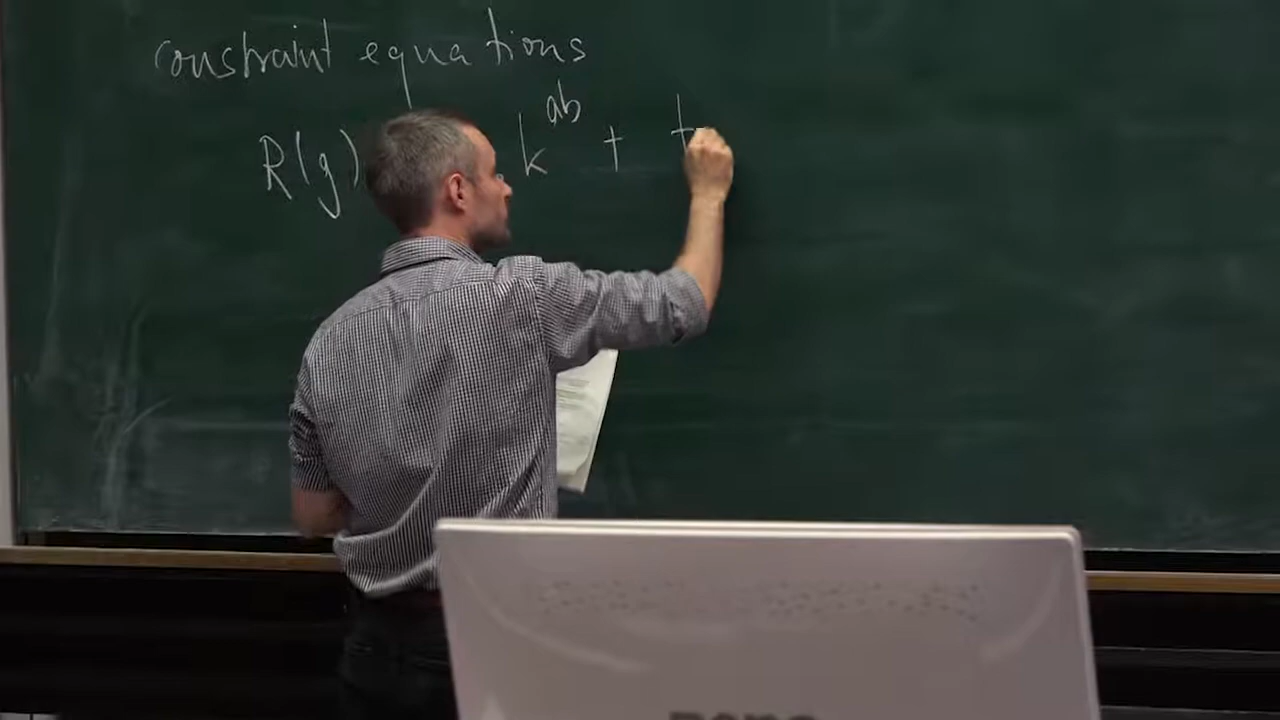 constraint equations
R(g) k^{ab} + t